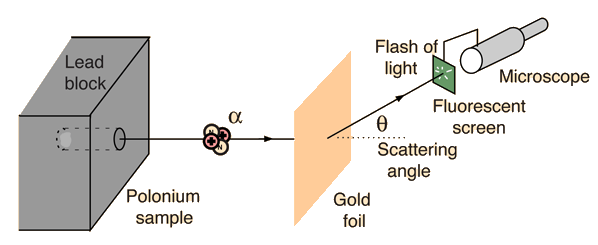 Lead
block
Polonium
sample
α
N
N
Gold
foil
θ
Scattering
angle
Flash of
light
Fluorescent
screen
Microscope